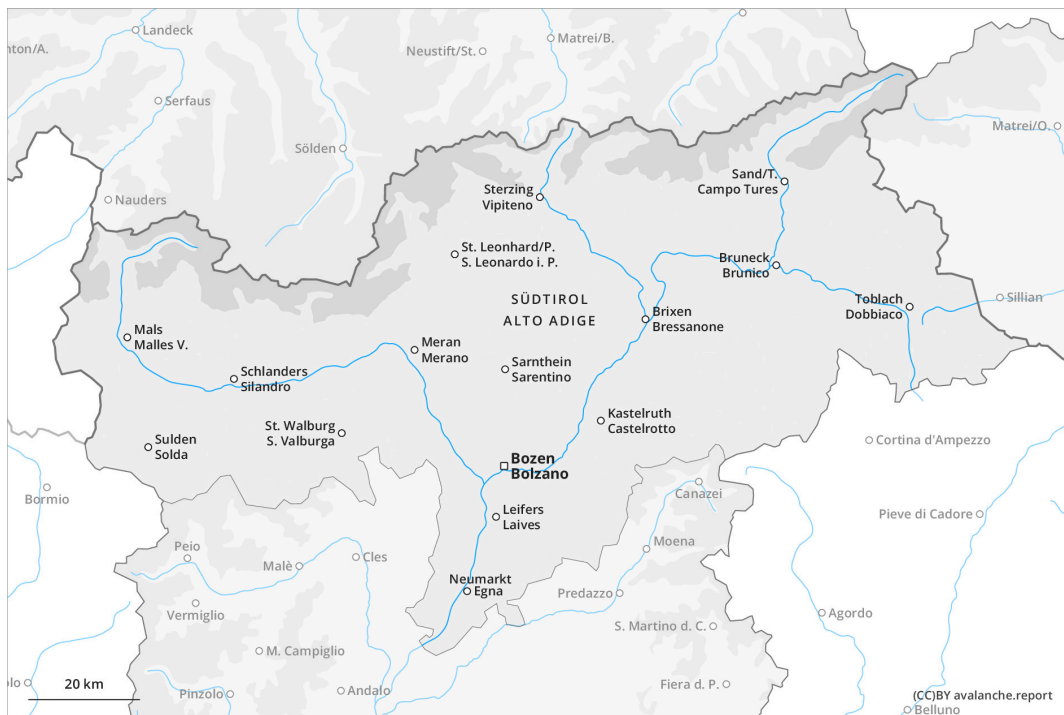 Landeck
nton/A.
Neustift/St.
Matrei/B.
Serfaus
Matrei/O.
Sölden
Sand/T.
Campo Tures
Sterzing
Vipiteno
Nauders
St. Leonhard/P.
S. Leonardo i. P.
Bruneck
Brunico
SÜDTIROL
ALTO ADIGE
Toblach
Dobbiaco
Sillian
Brixen
Bressanone
Mals
Malles V.
Meran
Merano
Sarnthein
Sarentino
Schlanders
Silandro
Kastelruth
Castelrotto
St. Walburg
S. Valburga
Sulden
Solda
Cortina d'Ampezzo
Bozen
Bolzano
Bormio
Canazei
Leifers
Laives
Pieve di Cadore
Peio
Malè
Cles
Moena
Neumarkt
Egna
Predazzo
Vermiglio
Agordo
S. Martino d. C.
M. Campiglio
20 km
olo
Pinzolo
Andalo
Fiera d. P.
(CC)BY avalanche.report
Belluno